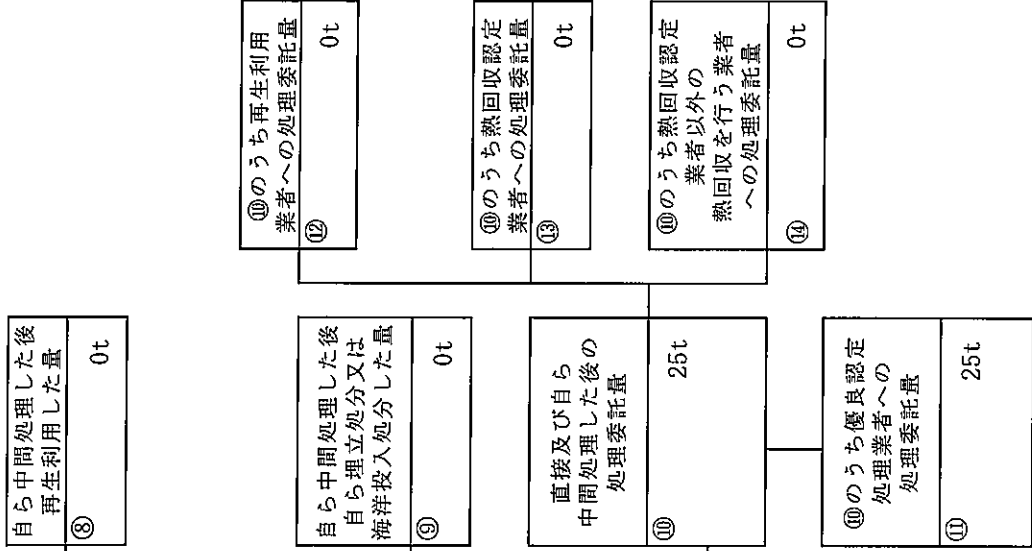 自ら中間処理した後
再生利用した量
⑧
0t
自ら中間処理した後
自ら埋立処分又は
海洋投入処分した量
⑨
0t
直接及び自ら
中間処理した後の
処理委託量
⑩
25t
⑩のうち優良認定
処理業者への
処理委託量
⑪
25t
⑩のうち再生利用
業者への処理委託量
⑫
0t
⑩のうち熱回収認定
業者への処理委託量
⑬
0t
⑩のうち熱回収認定
業者以外の
熱回収を行う業者
への処理委託量
⑭
0t